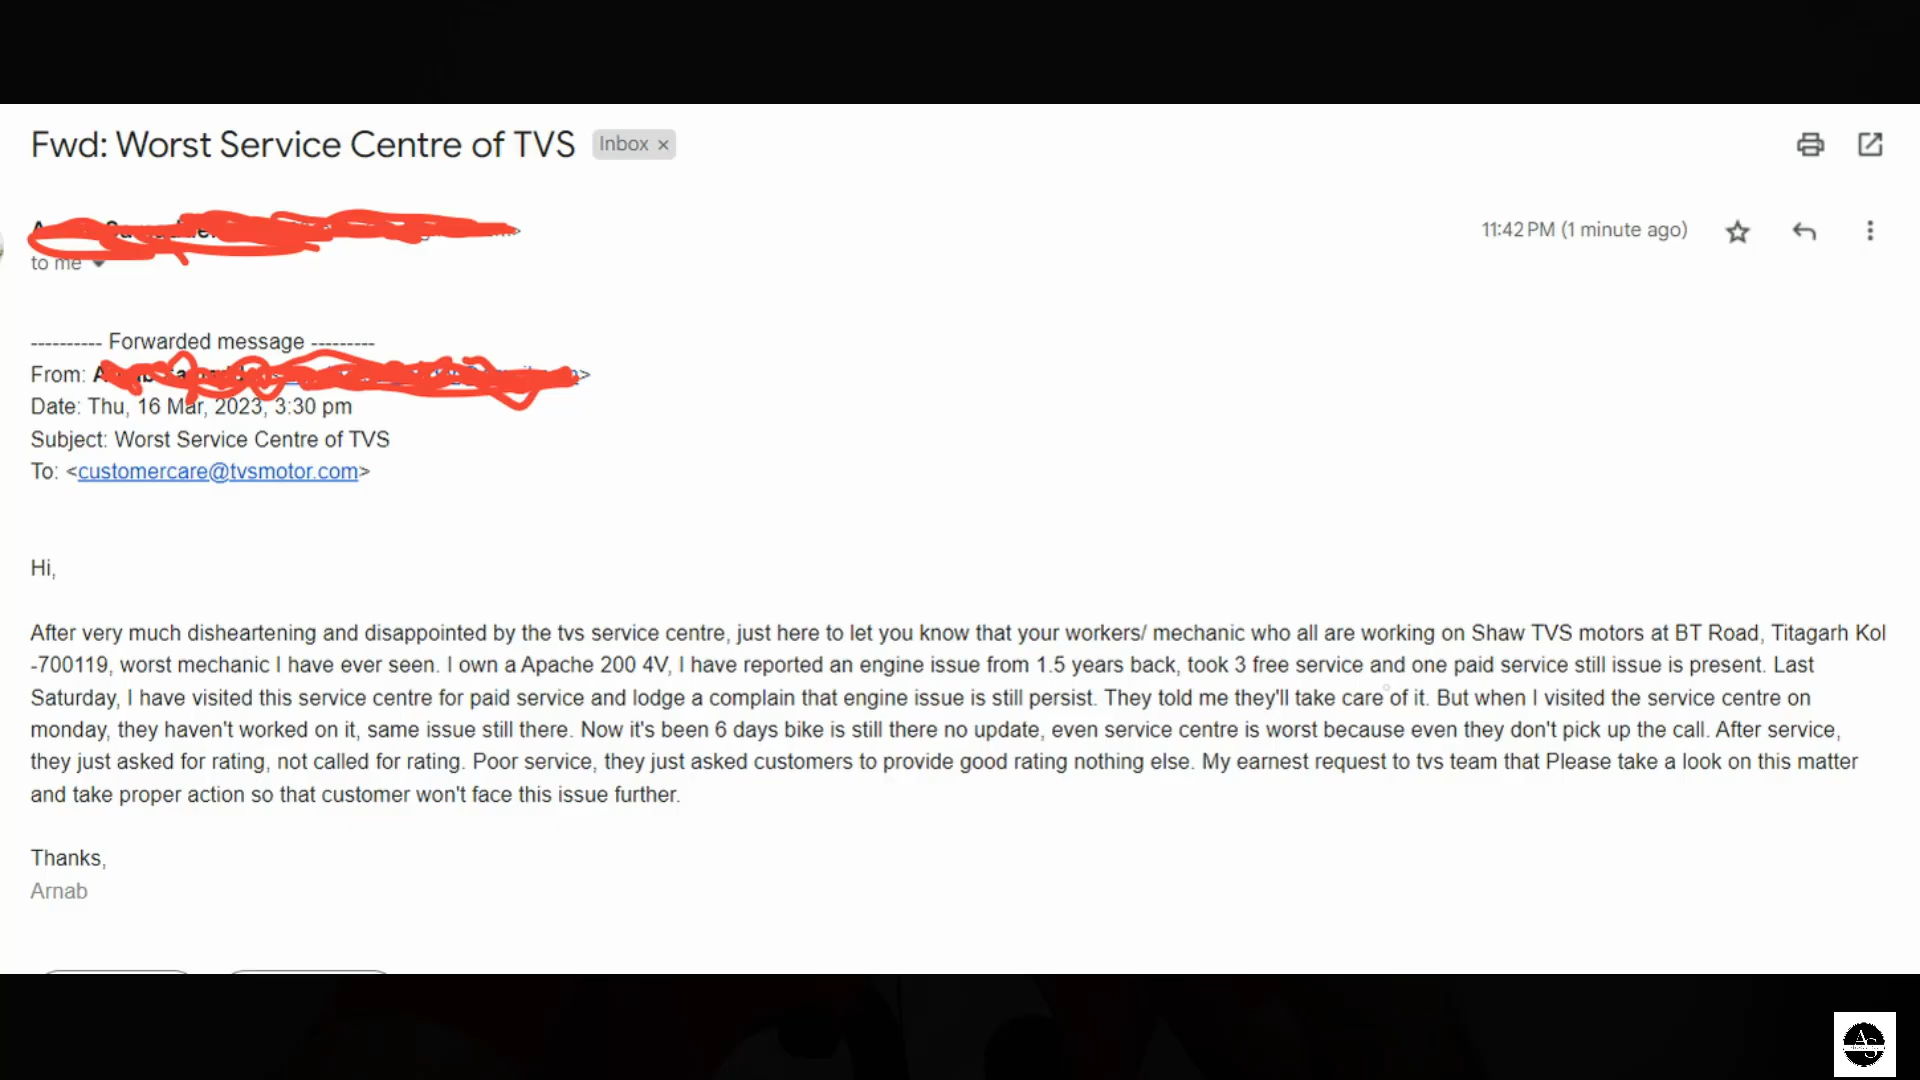 Fwd: Worst Service Centre of TVS Inbox ×
11:42 PM (1 minute ago)
to me
---------- Forwarded message ---------
From:
Date: Thu, 16 Mar, 2023, 3:30 pm
Subject: Worst Service Centre of TVS
To: <customercare@tvsmotor.com>
Hi,
After very much disheartening and disappointed by the tvs service centre, just here to let you know that your workers/ mechanic who all are working on Shaw TVS motors at BT Road, Titagarh Kol
-700119, worst mechanic I have ever seen. I own a Apache 200 4V, I have reported an engine issue from 1.5 years back, took 3 free service and one paid service still issue is present. Last
Saturday, I have visited this service centre for paid service and lodge a complain that engine issue is still persist. They told me they'll take care of it. But when I visited the service centre on
monday, they haven't worked on it, same issue still there. Now it's been 6 days bike is still there no update, even service centre is worst because even they don't pick up the call. After service,
they just asked for rating, not called for rating. Poor service, they just asked customers to provide good rating nothing else. My earnest request to tvs team that Please take a look on this matter
and take proper action so that customer won't face this issue further.
Thanks,
Arnab
AS